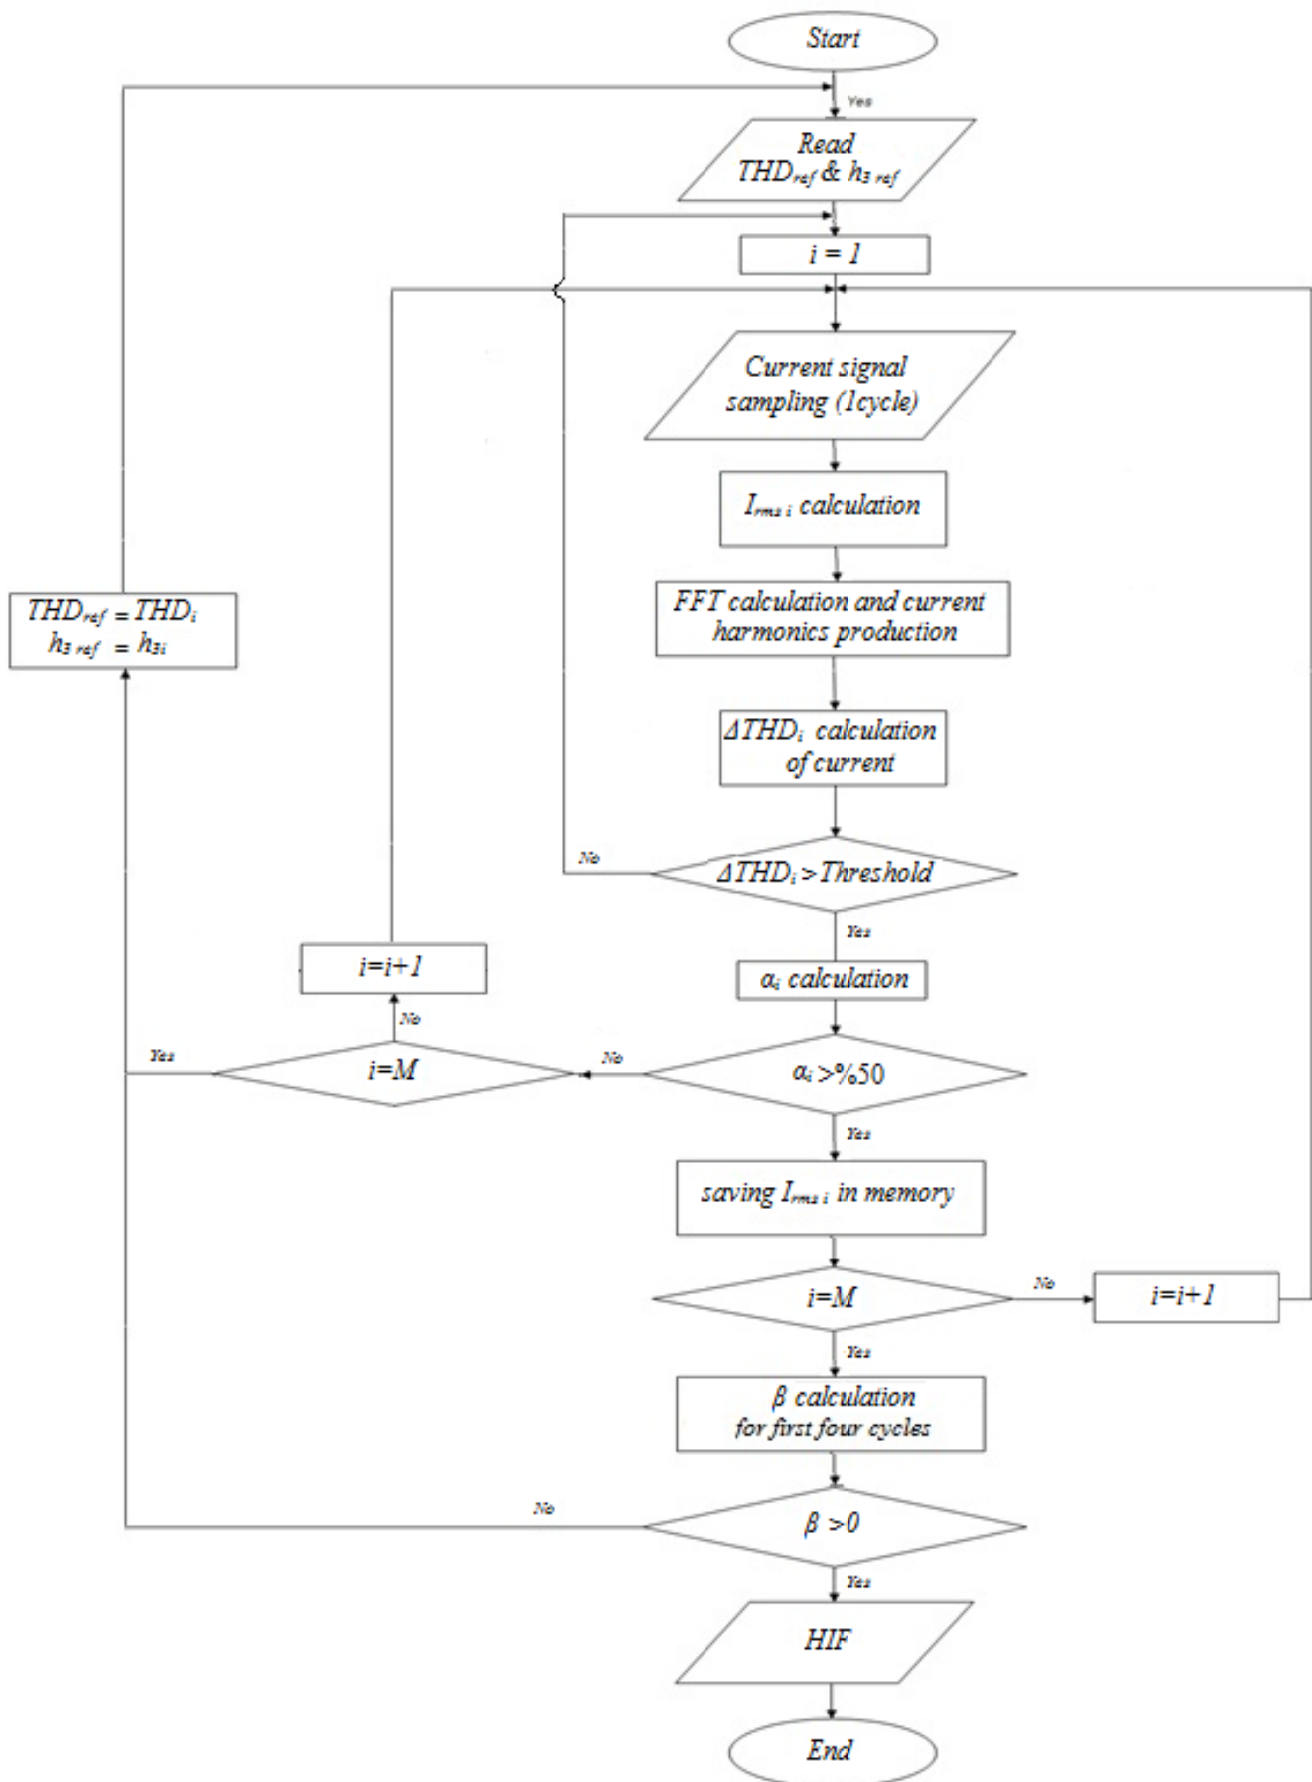 Start
Yes
Read
THDref & h3 ref
i = 1
Current signal
sampling (1cycle)
Irms i calculation
FFT calculation and current
harmonics production
THDref = THDi
h3 ref = h3i
ΔTHDi calculation
of current
No
ΔTHDi >Threshold
Yes
i=i+1
αi calculation
No
Yes
i=M
No
αi >%50
Yes
saving Irms i in memory
i=M
No
i=i+1
Yes
β calculation
for first four cycles
No
β >0
Yes
HIF
End